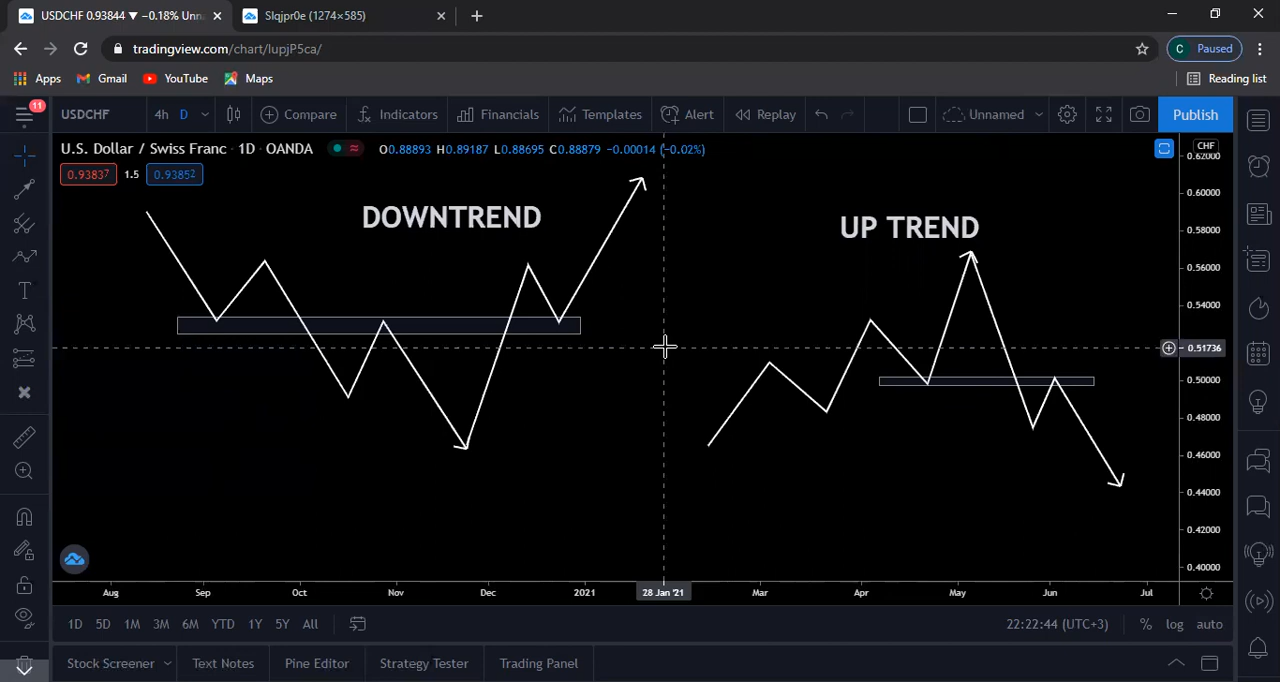 USDCHF 0.93844 ▼ −0.18% Unn
Slqjpr0e (1274×585)
tradingview.com/chart/lupjP5ca/
C Paused
Apps Gmail YouTube Maps Reading list
11
USDCHF 4h D Compare Indicators Financials Templates Alert Replay Unnamed Publish
U.S. Dollar / Swiss Franc · 1D · OANDA O0.88893 H0.89187 L0.88695 C0.88879 −0.00014 (−0.02%)
CHF
0.93837 1.5 0.93852
DOWNTREND
UP TREND
0.62000
0.60000
0.58000
0.56000
0.54000
0.51736
0.50000
0.48000
0.46000
0.44000
0.42000
0.40000
Aug Sep Oct Nov Dec 2021 28 Jan '21 Mar Apr May Jun Jul
1D 5D 1M 3M 6M YTD 1Y 5Y All 22:22:44 (UTC+3) % log auto
Stock Screener Text Notes Pine Editor Strategy Tester Trading Panel